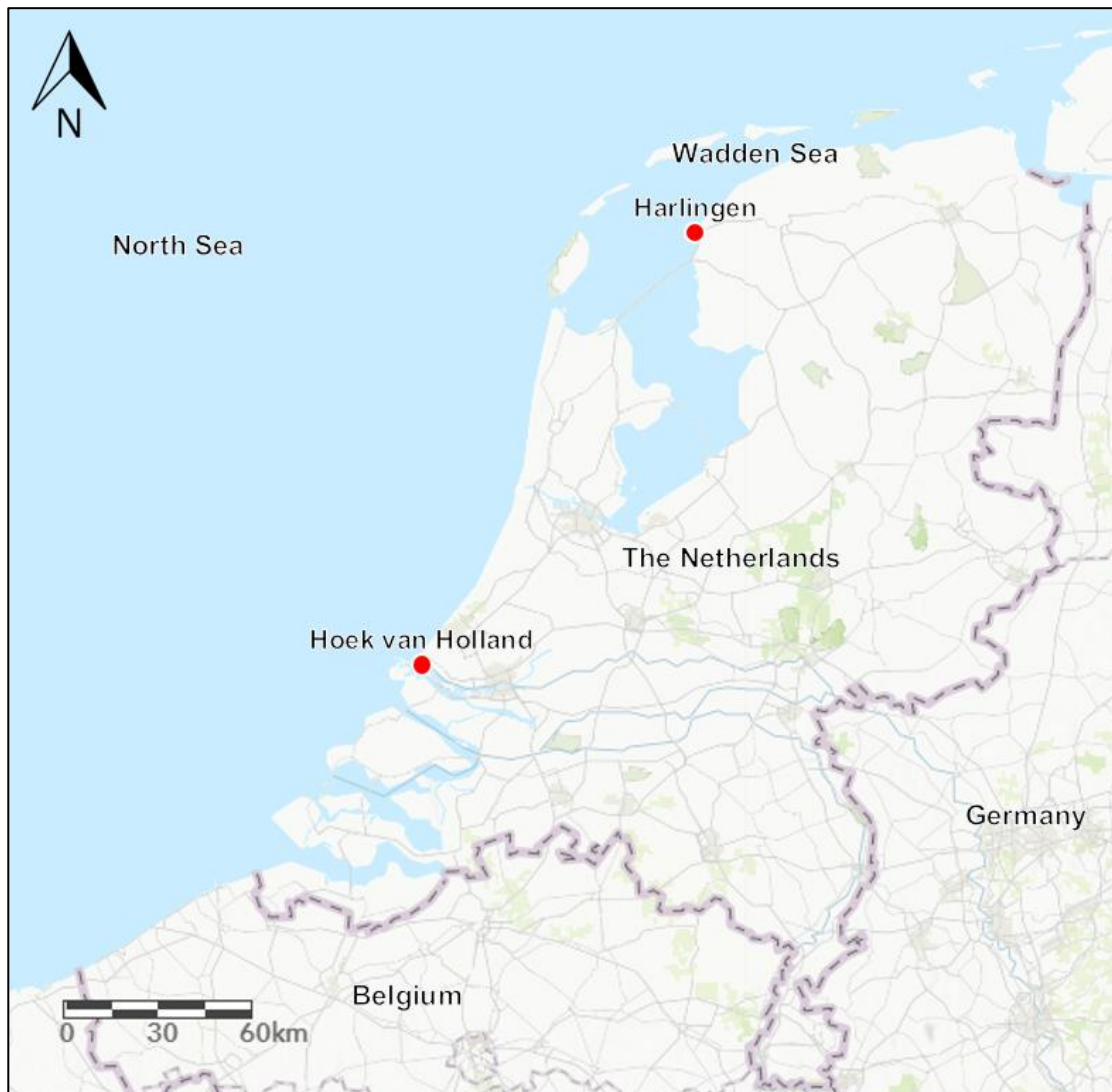 N
Wadden Sea
Harlingen
North Sea
The Netherlands
Hoek van Holland
Germany
Belgium
0 30 60km